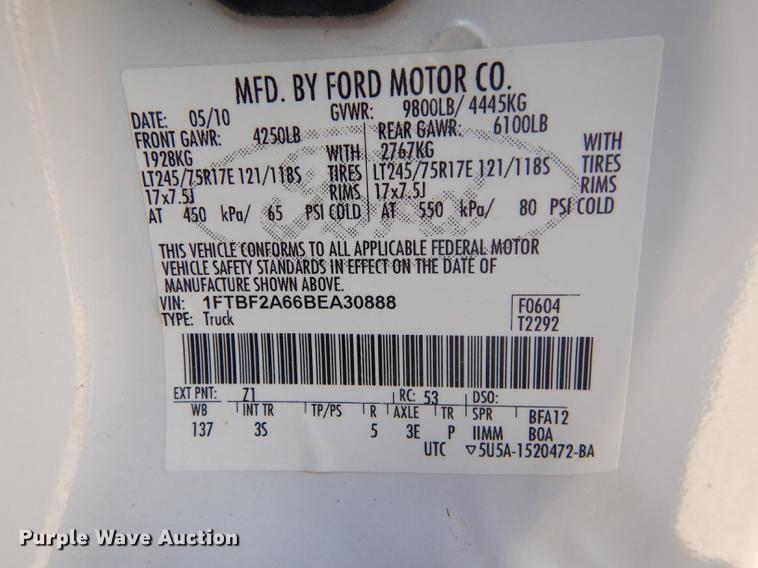 MFD. BY FORD MOTOR CO.
DATE: 05/10 GVWR: 9800LB/ 4445KG
FRONT GAWR: 4250LB REAR GAWR: 6100LB
1928KG WITH 2767KG WITH
LT245/75R17E 121/118S TIRES LT245/75R17E 121/118S TIRES
17x7.5J RIMS 17x7.5J RIMS
AT 450 kPa/ 65 PSI COLD AT 550 kPa/ 80 PSI COLD
THIS VEHICLE CONFORMS TO ALL APPLICABLE FEDERAL MOTOR
VEHICLE SAFETY STANDARDS IN EFFECT ON THE DATE OF
MANUFACTURE SHOWN ABOVE.
VIN: 1FTBF2A66BEA30888 F0604
TYPE: Truck T2292
EXT PNT: Z1 RC: 53 DSO:
WB INT TR TP/PS R AXLE TR SPR BFA12
137 3S 5 3E P IIMM BOA
UTC ▽5U5A-1520472-BA
Purple Wave Auction